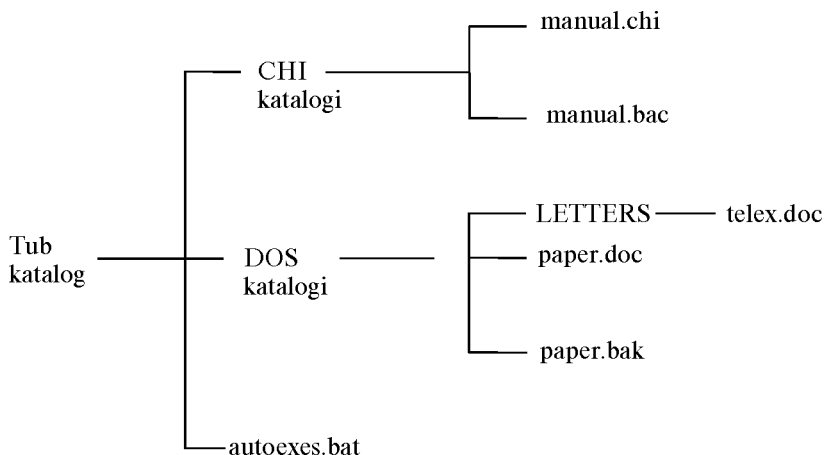 manual.chi
CHI
katalogi
manual.bac
LETTERS
telex.doc
Tub
katalog
DOS
katalogi
paper.doc
paper.bak
autoexes.bat